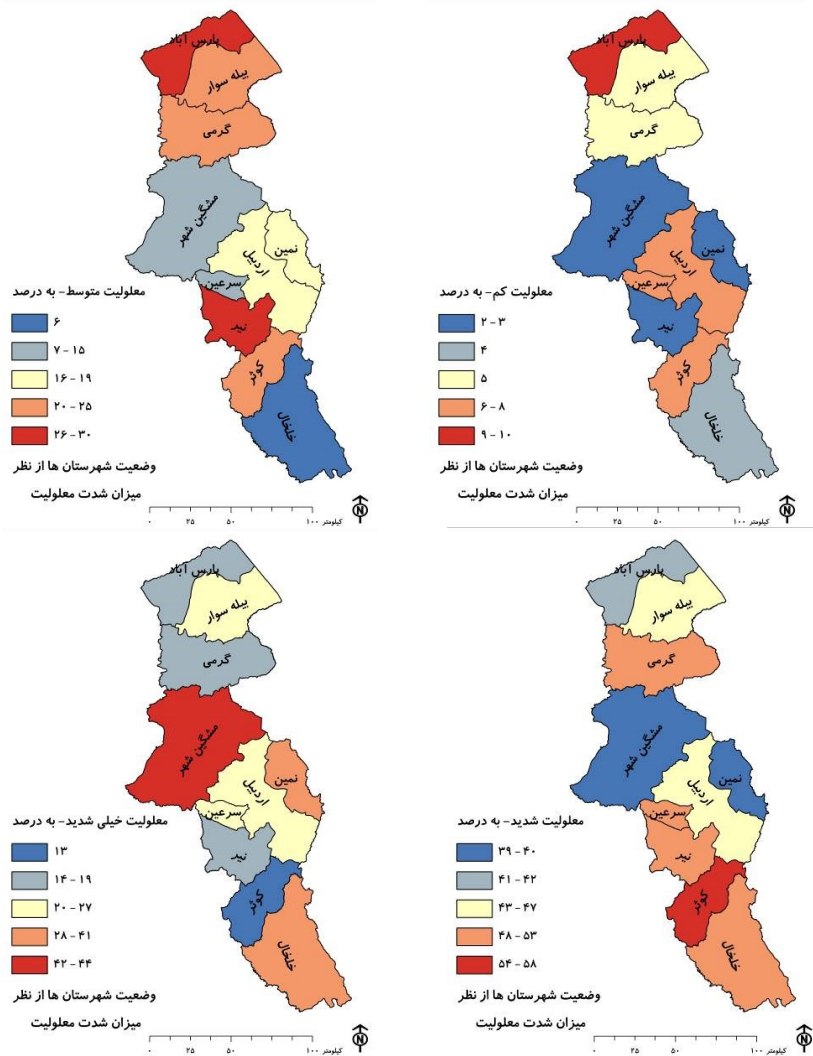 پارس آباد
بیله سوار
گرمی
مشگین شهر
نمین
اردبیل
سرعین
نیر
کوثر
خلخال
معلولیت متوسط- به درصد
۶
۷ - ۱۵
۱۶ - ۱۹
۲۰ - ۲۵
۲۶ - ۳۰
وضعیت شهرستان ها از نظر
میزان شدت معلولیت
۰ ۲۵ ۵۰ ۱۰۰ کیلومتر
N
پارس آباد
بیله سوار
گرمی
مشگین شهر
نمین
اردبیل
سرعین
نیر
کوثر
خلخال
معلولیت کم- به درصد
۲ - ۳
۴
۵
۶ - ۸
۹ - ۱۰
وضعیت شهرستان ها از نظر
میزان شدت معلولیت
۰ ۲۵ ۵۰ ۱۰۰ کیلومتر
N
پارس آباد
بیله سوار
گرمی
مشگین شهر
نمین
اردبیل
سرعین
نیر
کوثر
خلخال
معلولیت خیلی شدید- به درصد
۱۳
۱۴ - ۱۹
۲۰ - ۲۷
۲۸ - ۴۱
۴۲ - ۴۴
وضعیت شهرستان ها از نظر
میزان شدت معلولیت
۰ ۲۵ ۵۰ ۱۰۰ کیلومتر
N
پارس آباد
بیله سوار
گرمی
مشگین شهر
نمین
اردبیل
سرعین
نیر
کوثر
خلخال
معلولیت شدید- به درصد
۳۹ - ۴۰
۴۱ - ۴۲
۴۳ - ۴۷
۴۸ - ۵۳
۵۴ - ۵۸
وضعیت شهرستان ها از نظر
میزان شدت معلولیت
۰ ۲۵ ۵۰ ۱۰۰ کیلومتر
N